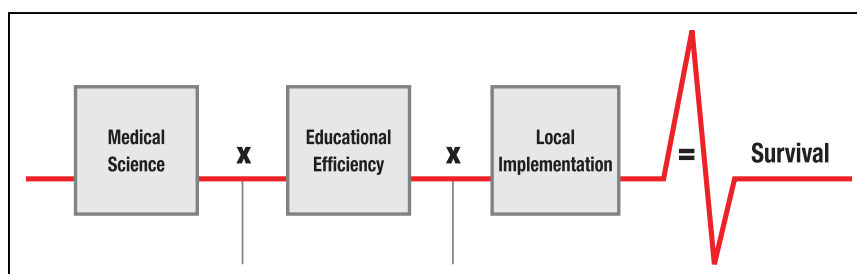 Medical
Science
x
Educational
Efficiency
x
Local
Implementation
=
Survival